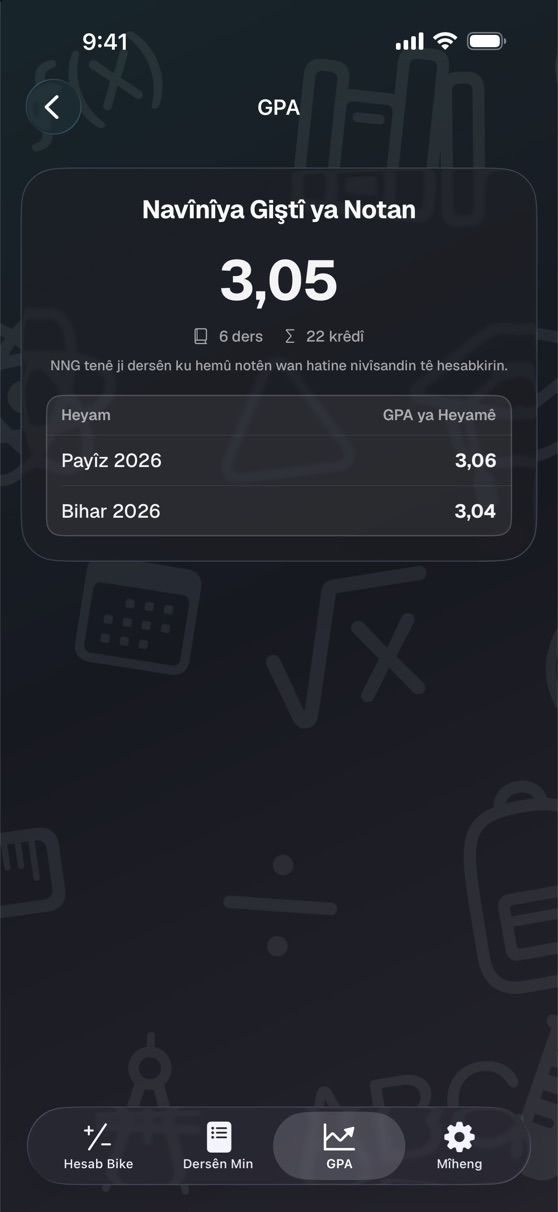 9:41
GPA
Navînîya Giştî ya Notan
3,05
6 ders Σ 22 krêdî
NNG tenê ji dersên ku hemû notên wan hatine nivîsandin tê hesabkirin.
Heyam GPA ya Heyamê
Payîz 2026 3,06
Bihar 2026 3,04
f(x)
√x
ABC
Hesab Bike Dersên Min GPA Mîheng